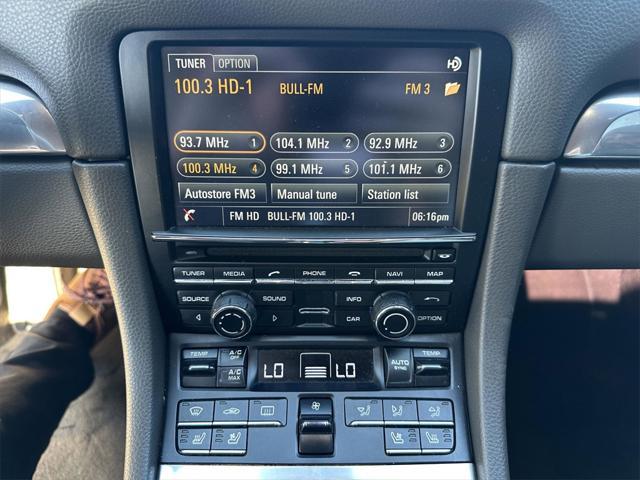 TUNER OPTION HD
100.3 HD-1 BULL-FM FM 3
93.7 MHz 1 104.1 MHz 2 92.9 MHz 3
100.3 MHz 4 99.1 MHz 5 101.1 MHz 6
Autostore FM3 Manual tune Station list
FM HD BULL-FM 100.3 HD-1 06:16pm
TUNER MEDIA PHONE NAVI MAP
SOURCE SOUND INFO
CAR OPTION
TEMP A/C OFF LO LO AUTO SYNC TEMP
A/C MAX